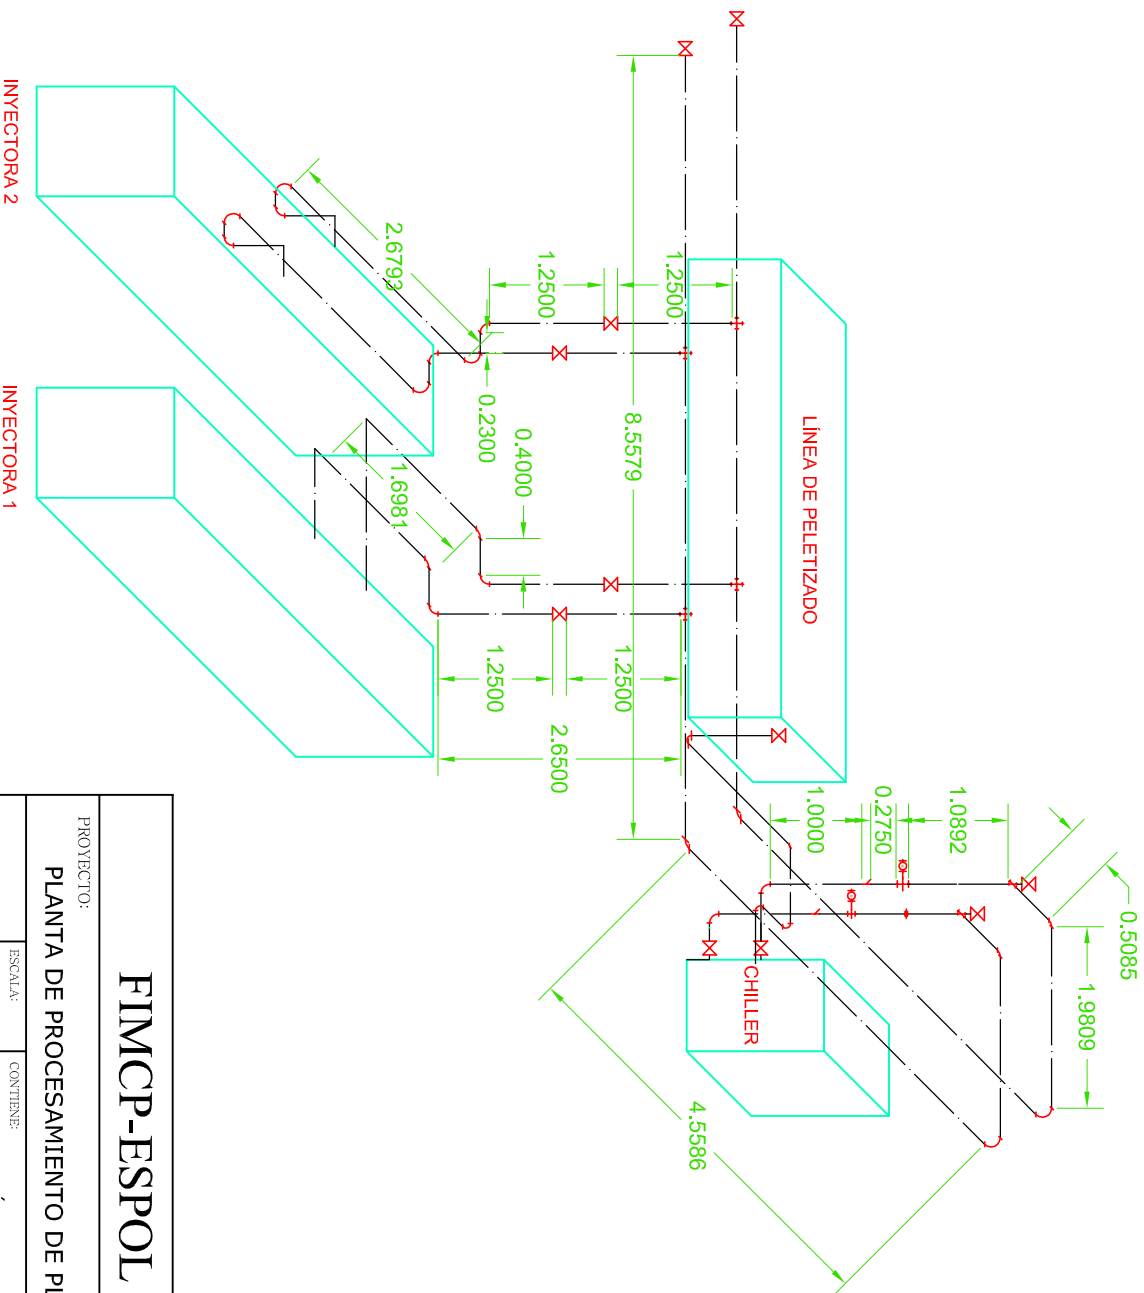 INYECTORA 2
INYECTORA 1
LÍNEA DE PELETIZADO
CHILLER
2.6793
1.2500
1.2500
0.2300
0.4000
8.5579
1.6981
1.2500
1.2500
2.6500
1.0000
0.2750
1.0892
0.5085
1.9809
4.5586
FIMCP-ESPOL
PROYECTO:
PLANTA DE PROCESAMIENTO DE
ESCALA:
CONTIENE: